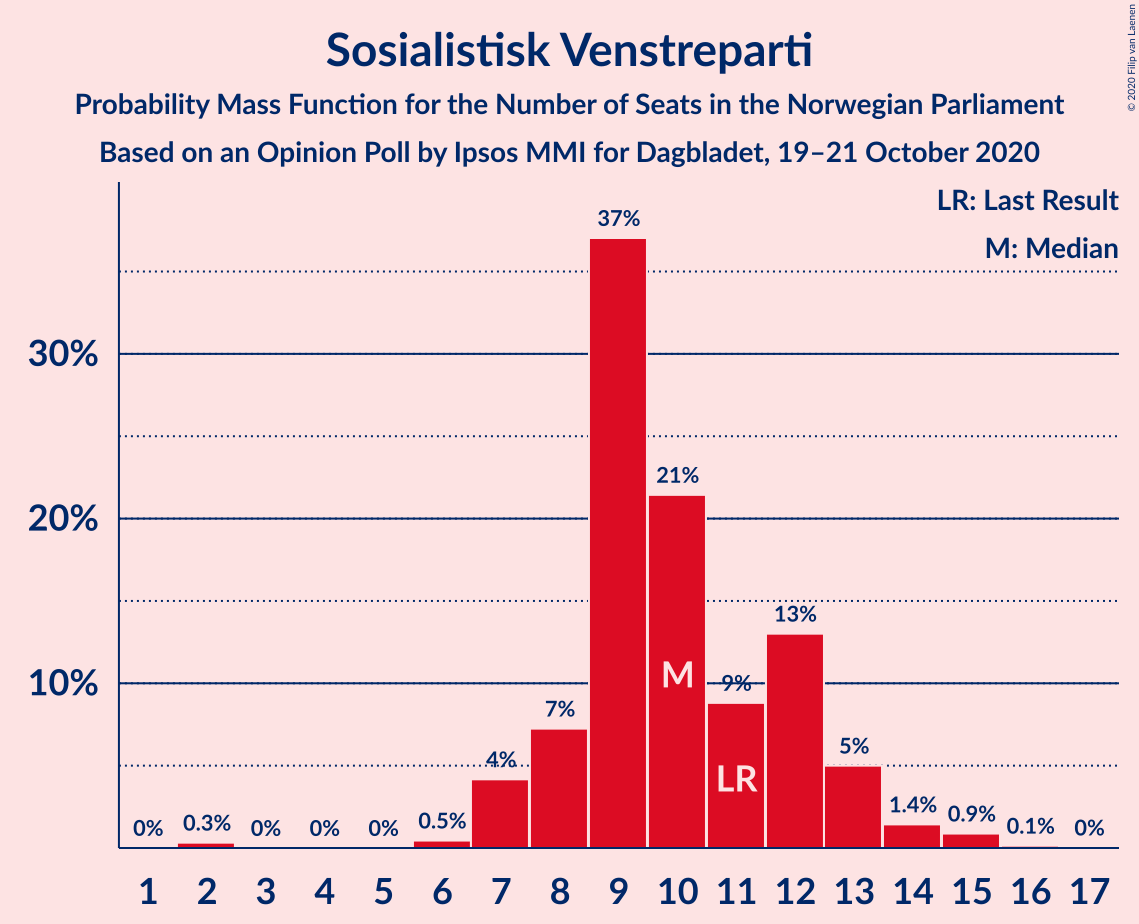 Sosialistisk Venstreparti
Probability Mass Function for the Number of Seats in the Norwegian Parliament
Based on an Opinion Poll by Ipsos MMI for Dagbladet, 19–21 October 2020
© 2020 Filip van Laenen
LR: Last Result
M: Median
30%
20%
10%
0%
0.3%
0%
0%
0%
0.5%
4%
7%
37%
21%
9%
13%
5%
1.4%
0.9%
0.1%
0%
M
LR
1 2 3 4 5 6 7 8 9 10 11 12 13 14 15 16 17